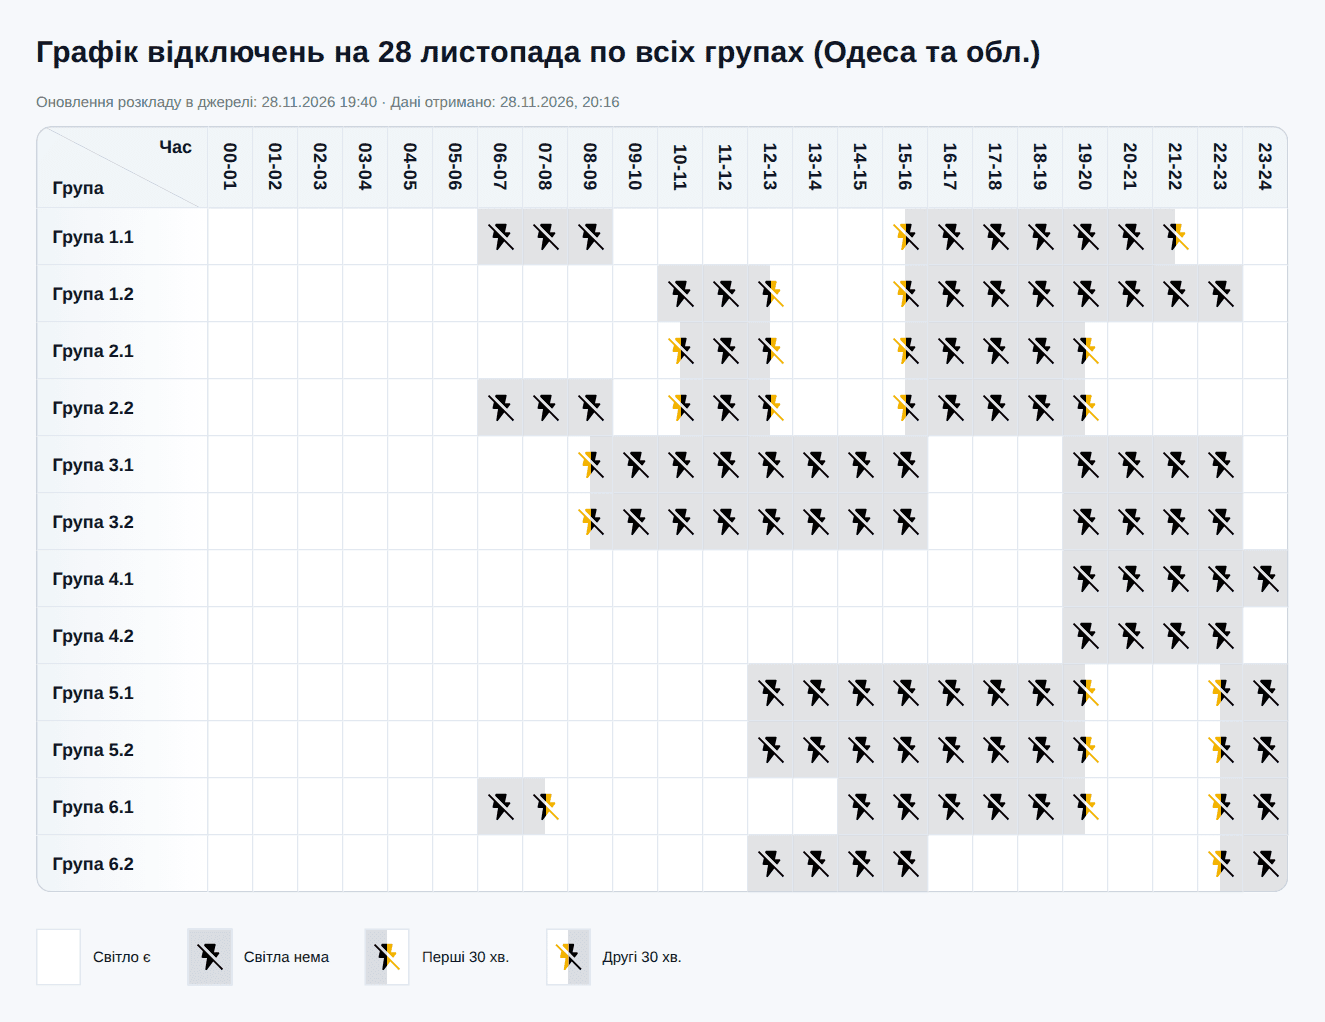 Графік відключень на 28 листопада по всіх групах (Одеса та обл.)
Оновлення розкладу в джерелі: 28.11.2026 19:40 · Дані отримано: 28.11.2026, 20:16
Час
Група
00-01 01-02 02-03 03-04 04-05 05-06 06-07 07-08 08-09 09-10 10-11 11-12 12-13 13-14 14-15 15-16 16-17 17-18 18-19 19-20 20-21 21-22 22-23 23-24
Група 1.1
Група 1.2
Група 2.1
Група 2.2
Група 3.1
Група 3.2
Група 4.1
Група 4.2
Група 5.1
Група 5.2
Група 6.1
Група 6.2
Світло є Світла нема Перші 30 хв. Другі 30 хв.